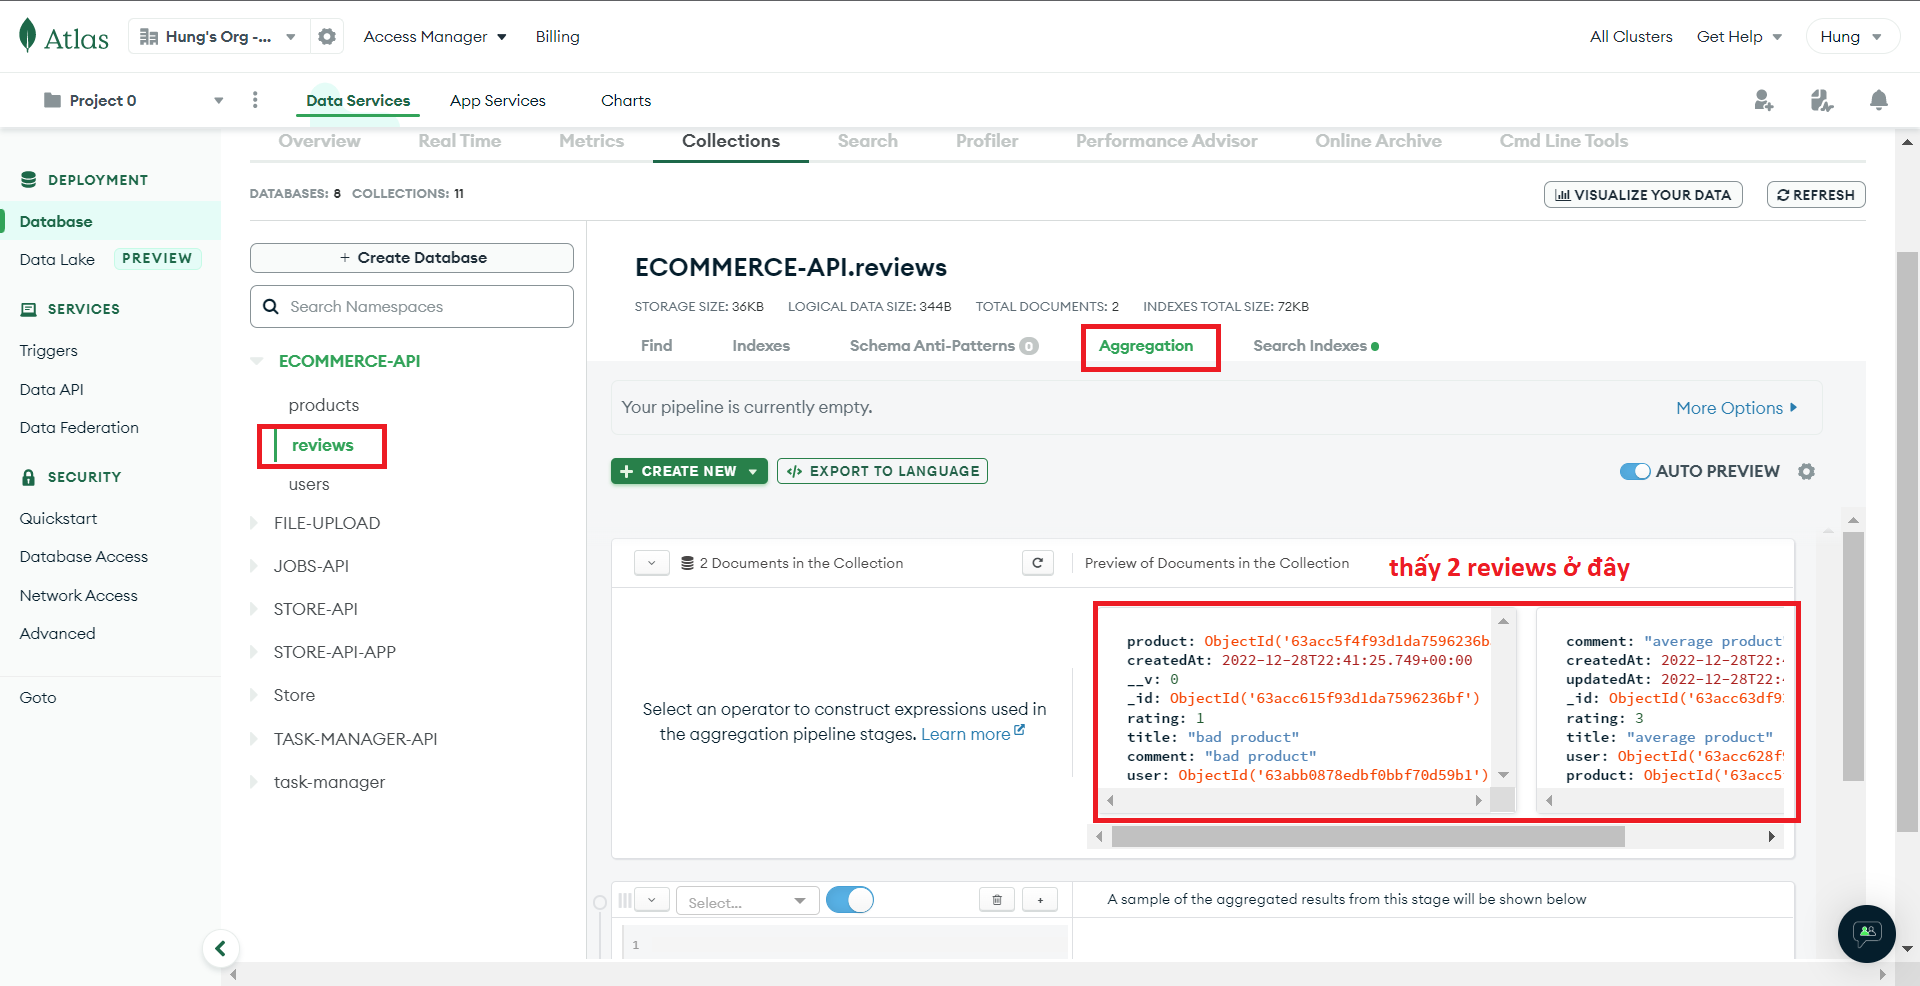 Atlas
Hung's Org -...
Access Manager
Billing
All Clusters
Get Help
Hung
Project 0
Data Services
App Services
Charts
Overview
Real Time
Metrics
Collections
Search
Profiler
Performance Advisor
Online Archive
Cmd Line Tools
DEPLOYMENT
Database
Data Lake
PREVIEW
SERVICES
Triggers
Data API
Data Federation
SECURITY
Quickstart
Database Access
Network Access
Advanced
Goto
DATABASES: 8 COLLECTIONS: 11
VISUALIZE YOUR DATA
REFRESH
+ Create Database
Search Namespaces
ECOMMERCE-API
products
reviews
users
FILE-UPLOAD
JOBS-API
STORE-API
STORE-API-APP
Store
TASK-MANAGER-API
task-manager
ECOMMERCE-API.reviews
STORAGE SIZE: 36KB LOGICAL DATA SIZE: 344B TOTAL DOCUMENTS: 2 INDEXES TOTAL SIZE: 72KB
Find
Indexes
Schema Anti-Patterns 0
Aggregation
Search Indexes
Your pipeline is currently empty.
More Options
+ CREATE NEW
</> EXPORT TO LANGUAGE
AUTO PREVIEW
2 Documents in the Collection
Preview of Documents in the Collection
thấy 2 reviews ở đây
Select an operator to construct expressions used in
the aggregation pipeline stages. Learn more
product: ObjectId('63acc5f4f93d1da7596236b
createdAt: 2022-12-28T22:41:25.749+00:00
__v: 0
_id: ObjectId('63acc615f93d1da7596236bf')
rating: 1
title: "bad product"
comment: "bad product"
user: ObjectId('63abb0878edbf0bbf70d59b1')
comment: "average product"
createdAt: 2022-12-28T22:4
updatedAt: 2022-12-28T22:4
_id: ObjectId('63acc63df93
rating: 3
title: "average product"
user: ObjectId('63acc628f9
product: ObjectId('63acc5f
Select...
+
A sample of the aggregated results from this stage will be shown below
1